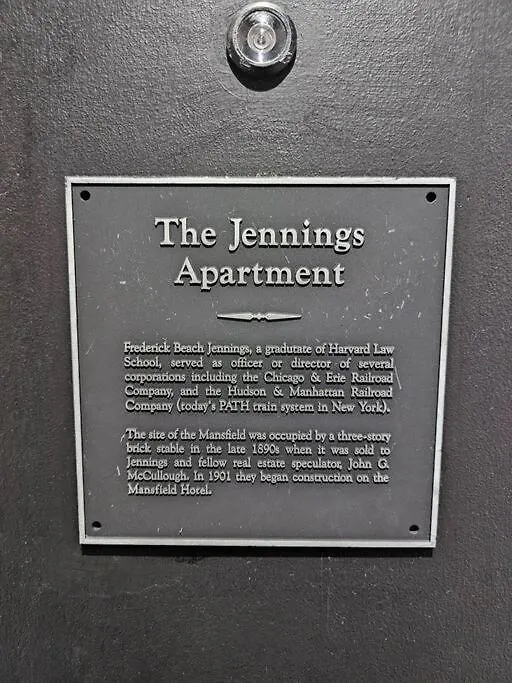 The Jennings
Apartment
Frederick Beach Jennings, a gradutate of Harvard Law
School, served as officer or director of several
corporations including the Chicago & Erie Railroad
Company, and the Hudson & Manhattan Railroad
Company (today's PATH train system in New York).
The site of the Mansfield was occupied by a three-story
brick stable in the late 1890s when it was sold to
Jennings and fellow real estate speculator, John G.
McCullough. In 1901 they began construction on the
Mansfield Hotel.